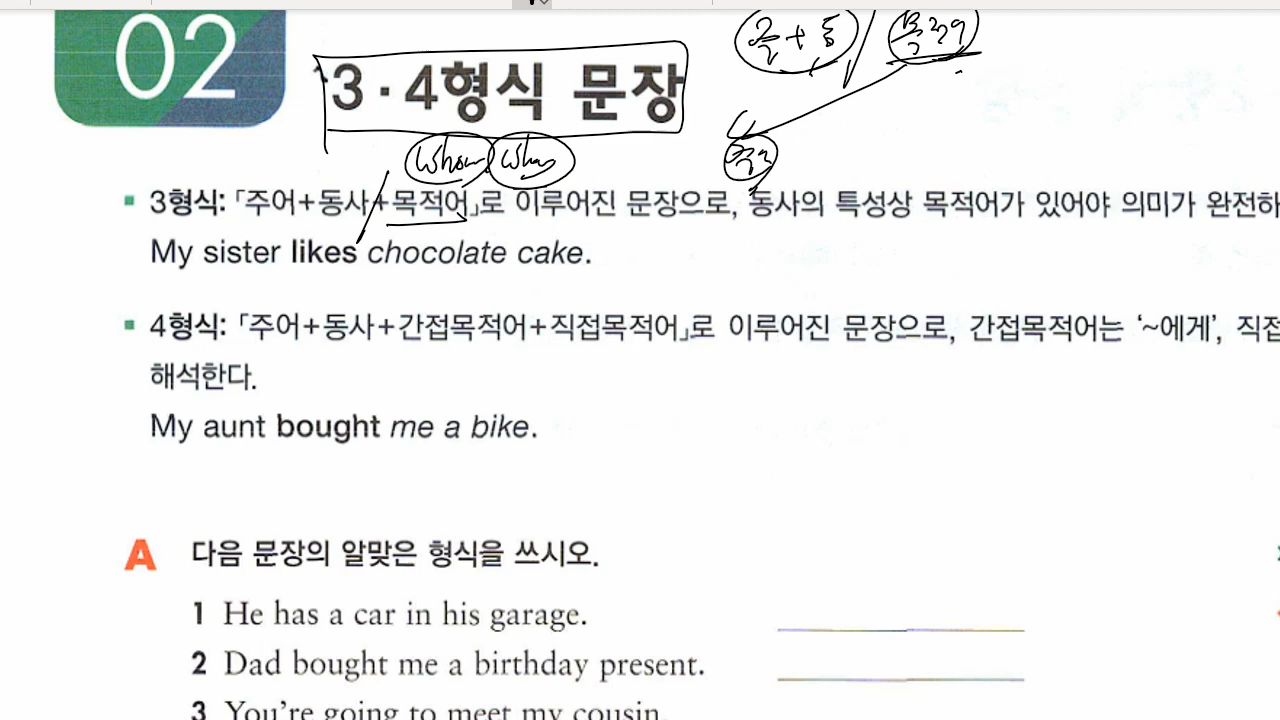 02
3·4형식 문장
whom what
3형식: 「주어+동사+목적어」로 이루어진 문장으로, 동사의 특성상 목적어가 있어야 의미가 완전하
My sister likes chocolate cake.
4형식: 「주어+동사+간접목적어+직접목적어」로 이루어진 문장으로, 간접목적어는 ‘~에게’, 직접
해석한다.
My aunt bought me a bike.
A 다음 문장의 알맞은 형식을 쓰시오.
1 He has a car in his garage.
2 Dad bought me a birthday present.
3 You’re going to meet my cousin.